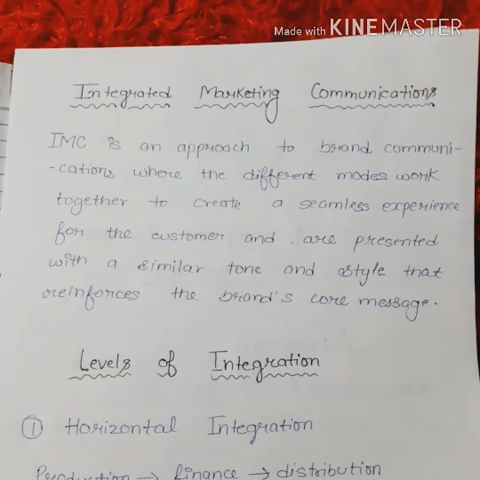 Made with KINEMASTER
Integrated Marketing Communications
IMC is an approach to brand communi-
-cations where the different modes work
together to create a seamless experience
for the customer and are presented
with a similar tone and style that
reinforces the brand's core message.
Levels of Integration
① Horizontal Integration
Production → finance → distribution